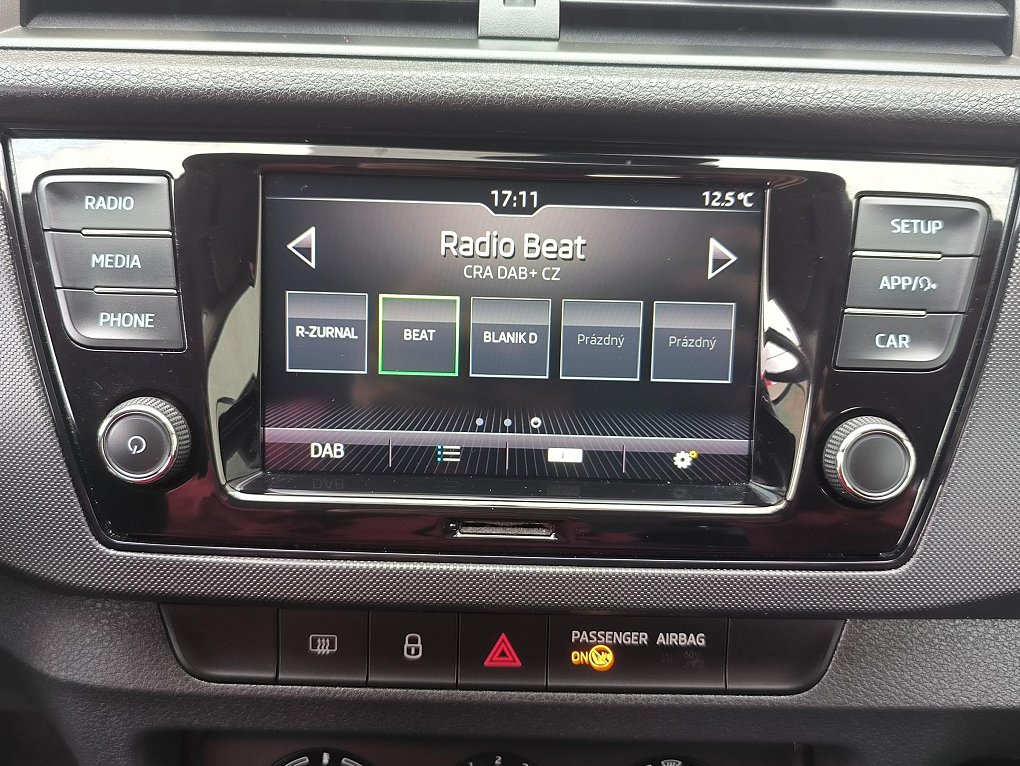 17:11
12.5°C
Radio Beat
CRA DAB+ CZ
R-ZURNAL
BEAT
BLANIK D
Prázdný
Prázdný
DAB
RADIO
MEDIA
PHONE
SETUP
APP/
CAR
PASSENGER AIRBAG
ON
2